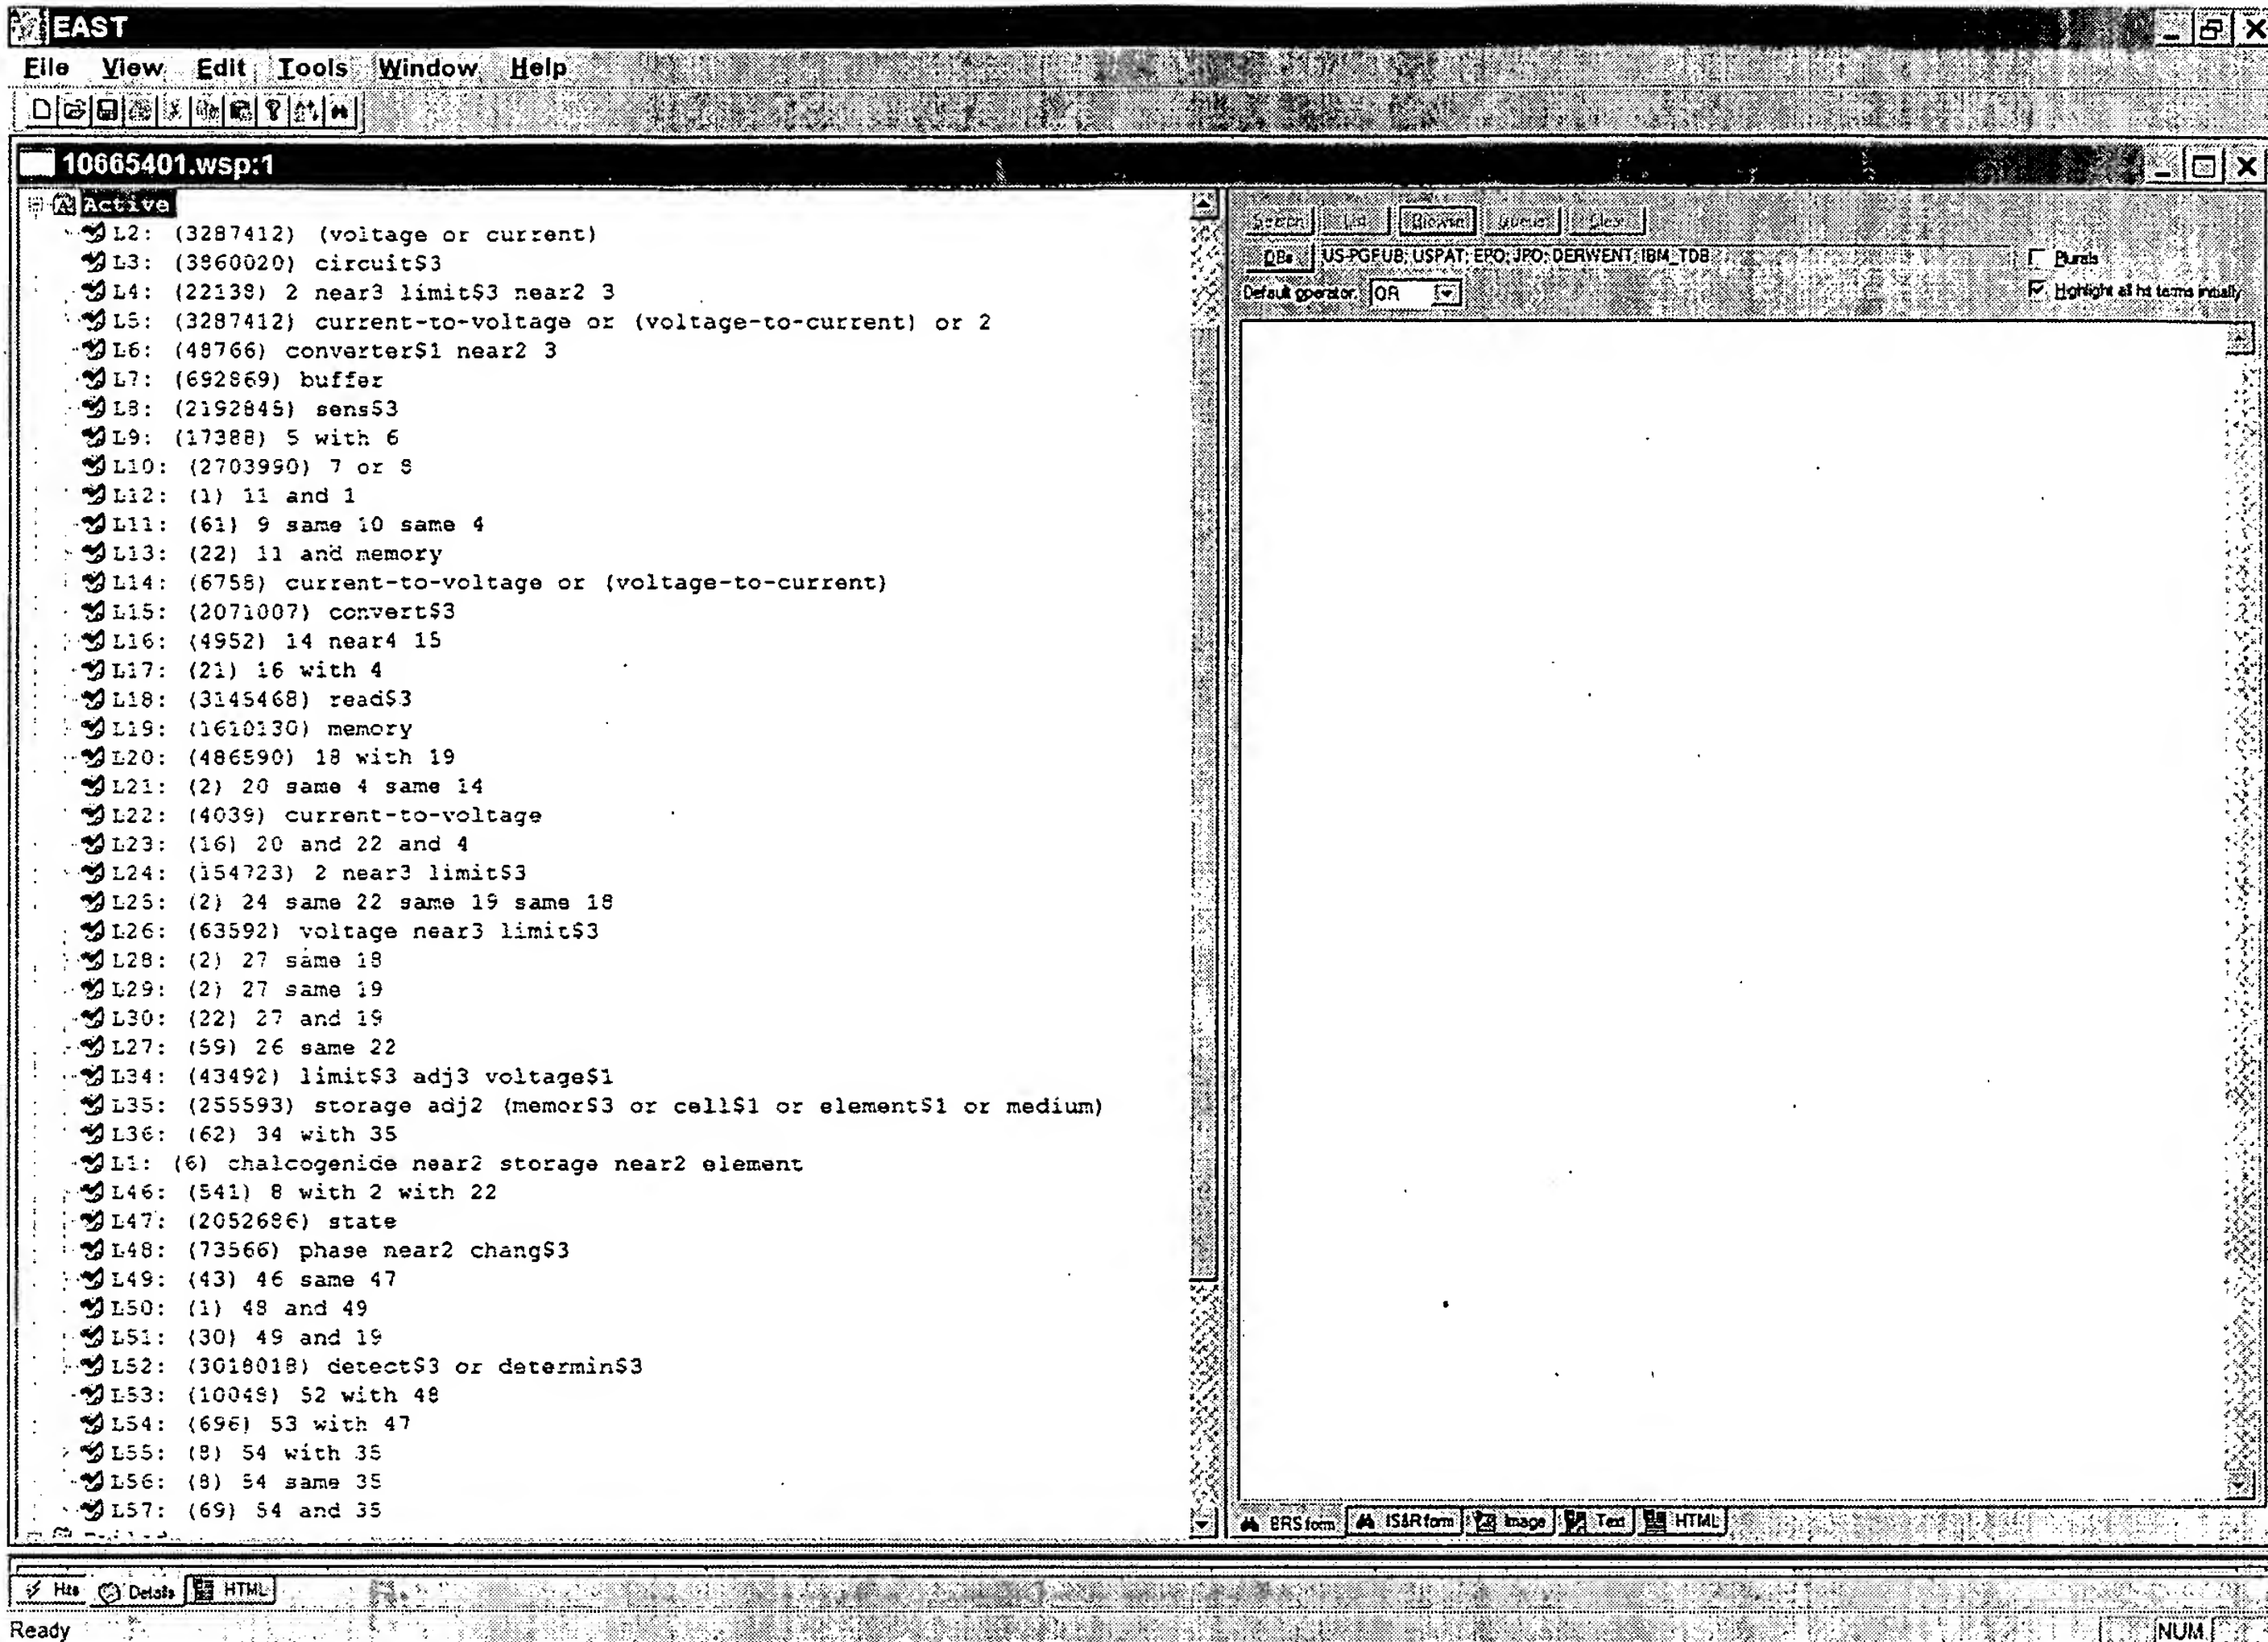 EAST
File View Edit Tools Window Help
10665401.wsp:1
Active
L2: (3287412) (voltage or current)
L3: (3860020) circuit$3
L4: (22138) 2 near3 limit$3 near2 3
L5: (3287412) current-to-voltage or (voltage-to-current) or 2
L6: (48766) converter$1 near2 3
L7: (692869) buffer
L8: (2192845) sens$3
L9: (17388) 5 with 6
L10: (2703990) 7 or 8
L12: (1) 11 and 1
L11: (61) 9 same 10 same 4
L13: (22) 11 and memory
L14: (6758) current-to-voltage or (voltage-to-current)
L15: (2071007) convert$3
L16: (4952) 14 near4 15
L17: (21) 16 with 4
L18: (3145468) read$3
L19: (1610130) memory
L20: (486590) 18 with 19
L21: (2) 20 same 4 same 14
L22: (4039) current-to-voltage
L23: (16) 20 and 22 and 4
L24: (154723) 2 near3 limit$3
L25: (2) 24 same 22 same 19 same 18
L26: (63592) voltage near3 limit$3
L28: (2) 27 same 18
L29: (2) 27 same 19
L30: (22) 27 and 19
L27: (59) 26 same 22
L34: (43492) limit$3 adj3 voltage$1
L35: (255593) storage adj2 (memor$3 or cell$1 or element$1 or medium)
L36: (62) 34 with 35
L1: (6) chalcogenide near2 storage near2 element
L46: (541) 8 with 2 with 22
L47: (2052686) state
L48: (73566) phase near2 chang$3
L49: (43) 46 same 47
L50: (1) 48 and 49
L51: (30) 49 and 19
L52: (3018018) detect$3 or determin$3
L53: (10048) 52 with 48
L54: (696) 53 with 47
L55: (8) 54 with 35
L56: (8) 54 same 35
L57: (69) 54 and 35
Search List Browse Queue Clear
DBs US-PGPUB; USPAT; EPO; JPO; DERWENT; IBM_TDB
Plurals
Default operator: OR
Highlight all hit terms initially
BRS form IS&R form Image Text HTML
Hits Details HTML
Ready
NUM